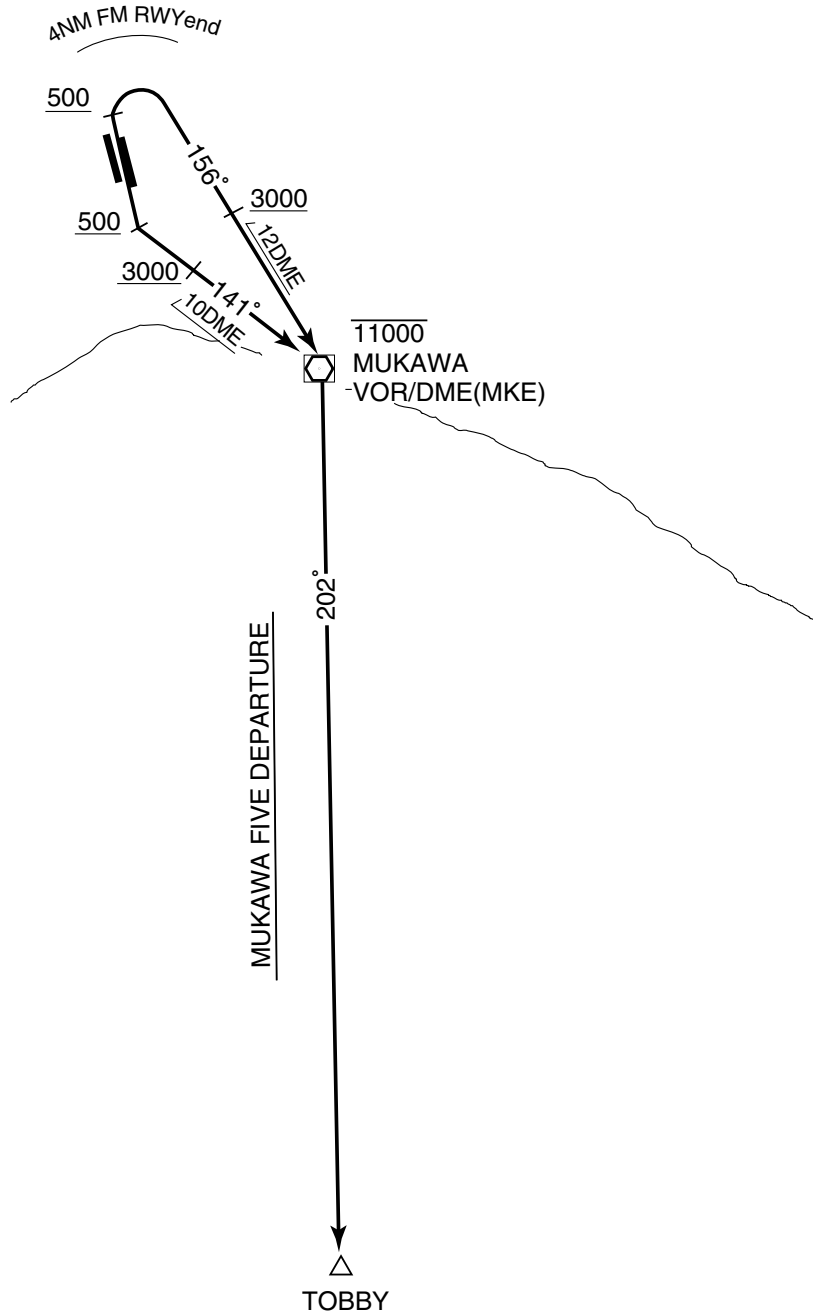 4NM FM RWYend
500
156°
3000
12DME
500
3000
141°
10DME
11000
MUKAWA
VOR/DME(MKE)
202°
MUKAWA FIVE DEPARTURE
TOBBY